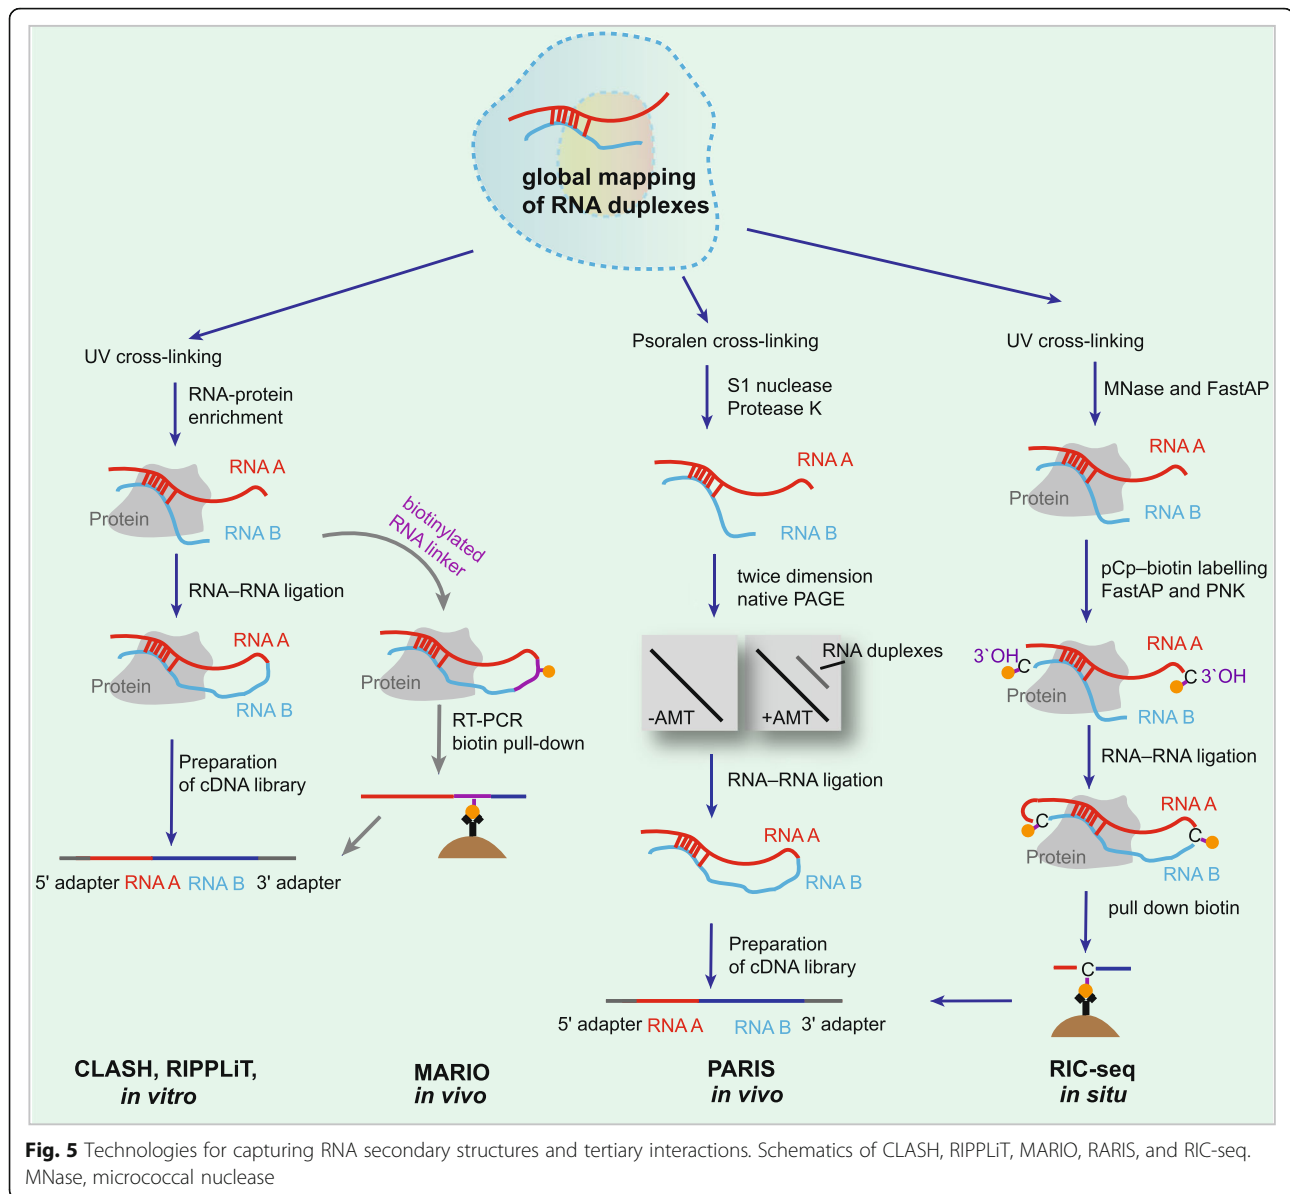 global mapping
of RNA duplexes
UV cross-linking
RNA-protein
enrichment
RNA A
Protein
RNA B
RNA–RNA ligation
RNA A
Protein
RNA B
Preparation
of cDNA library
5' adapter RNA A RNA B 3' adapter
CLASH, RIPPLiT,
in vitro
biotinylated
RNA linker
Protein
RT-PCR
biotin pull-down
MARIO
in vivo
Psoralen cross-linking
S1 nuclease
Protease K
RNA A
RNA B
twice dimension
native PAGE
RNA duplexes
-AMT
+AMT
RNA–RNA ligation
RNA A
RNA B
Preparation
of cDNA library
5' adapter RNA A RNA B 3' adapter
PARIS
in vivo
UV cross-linking
MNase and FastAP
RNA A
Protein
RNA B
pCp–biotin labelling
FastAP and PNK
RNA A
3`OH C
C 3`OH
Protein
RNA B
RNA–RNA ligation
RNA A
C
C
Protein
RNA B
pull down biotin
C
RIC-seq
in situ
Fig. 5 Technologies for capturing RNA secondary structures and tertiary interactions. Schematics of CLASH, RIPPLiT, MARIO, RARIS, and RIC-seq.
MNase, micrococcal nuclease